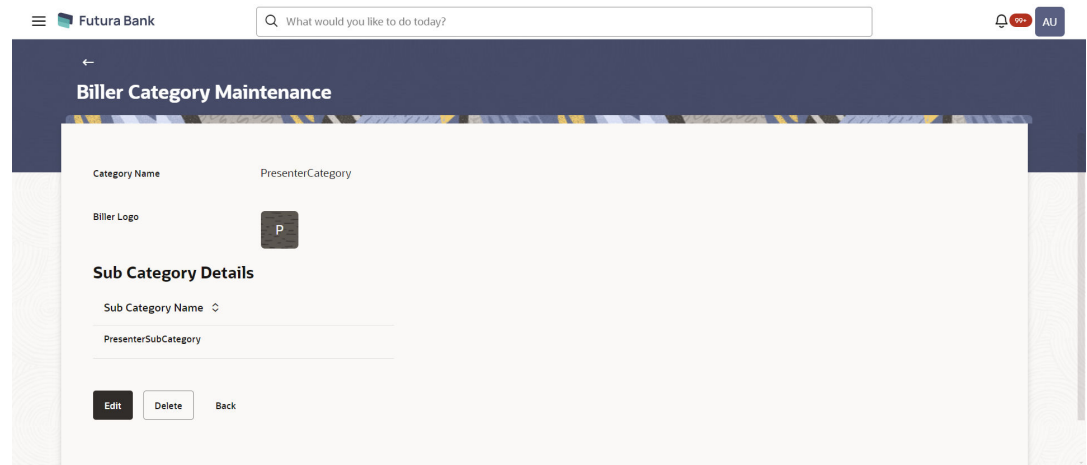 Futura Bank What would you like to do today? 99+ AU
Biller Category Maintenance
Category Name PresenterCategory
Biller Logo P
Sub Category Details
Sub Category Name
PresenterSubCategory
Edit Delete Back